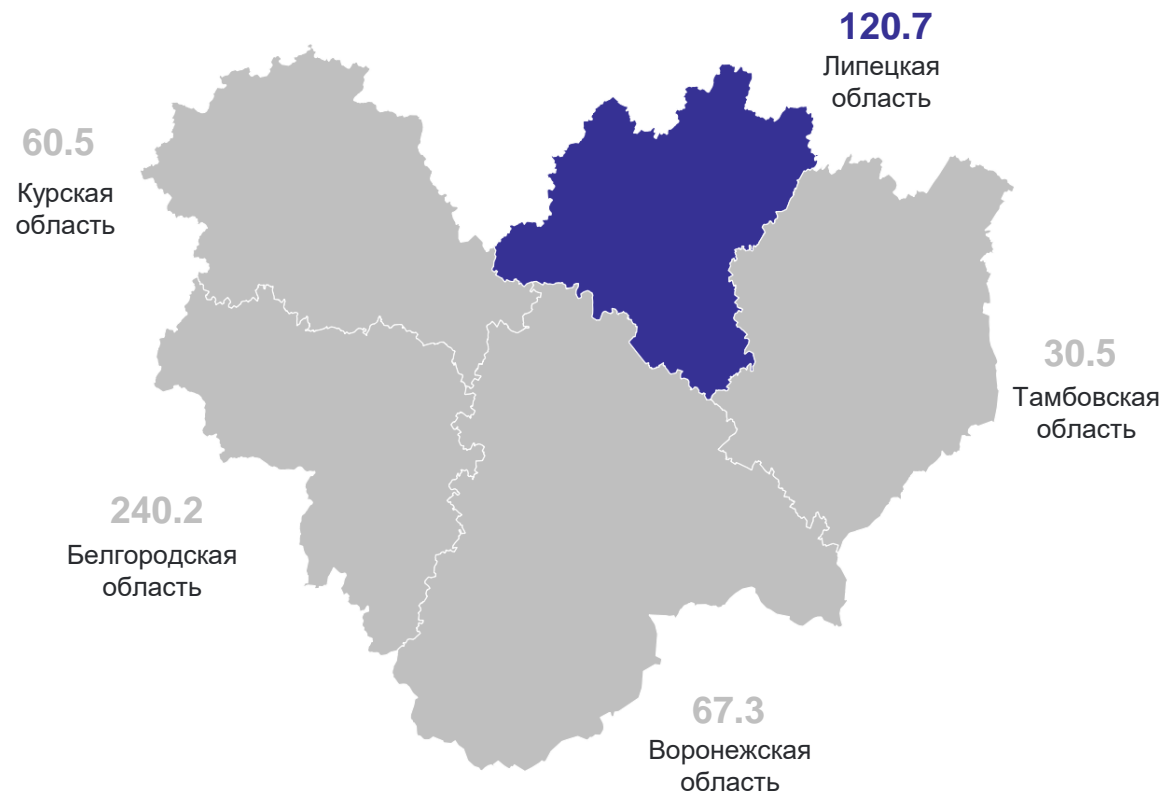 120.7
Липецкая
область
60.5
Курская
область
30.5
Тамбовская
область
240.2
Белгородская
область
67.3
Воронежская
область